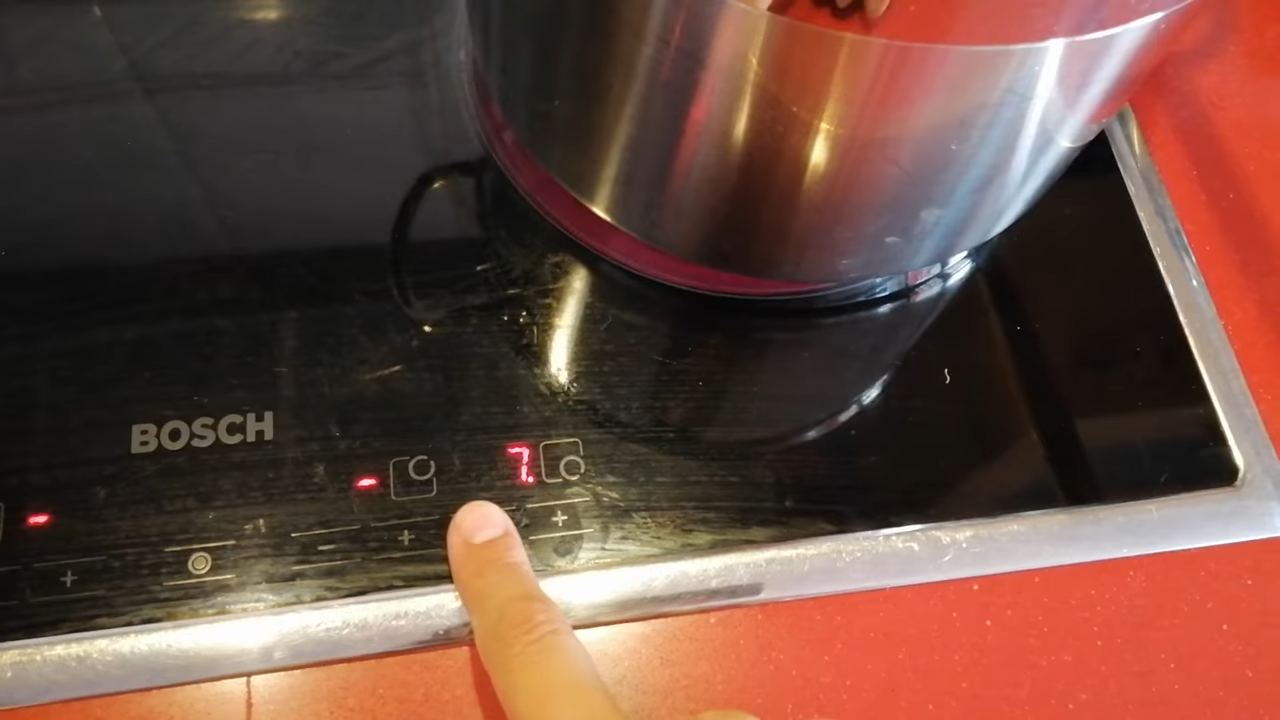 BOSCH
- 7.
-
- +
+ +